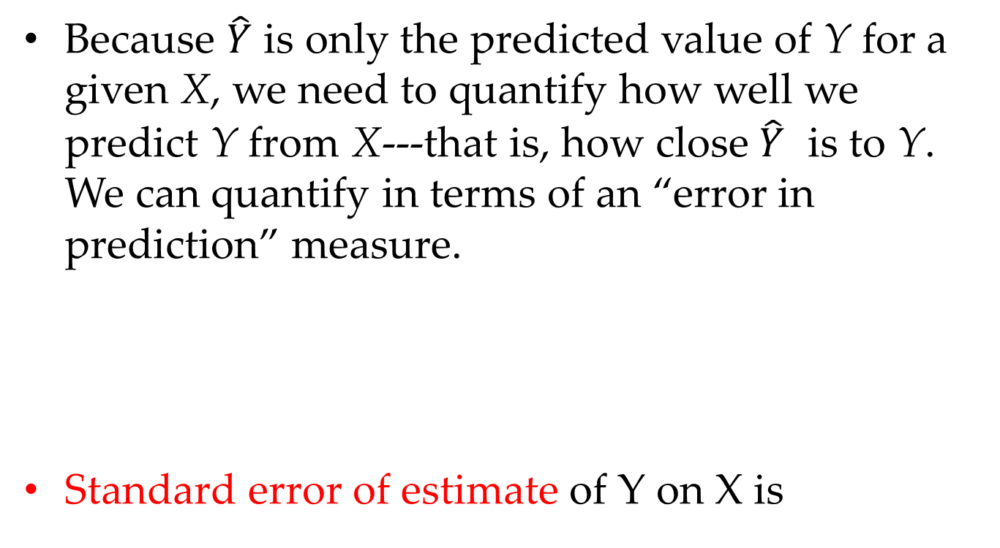 • Because Ŷ is only the predicted value of Y for a
given X, we need to quantify how well we
predict Y from X---that is, how close Ŷ is to Y.
We can quantify in terms of an “error in
prediction” measure.
• Standard error of estimate of Y on X is